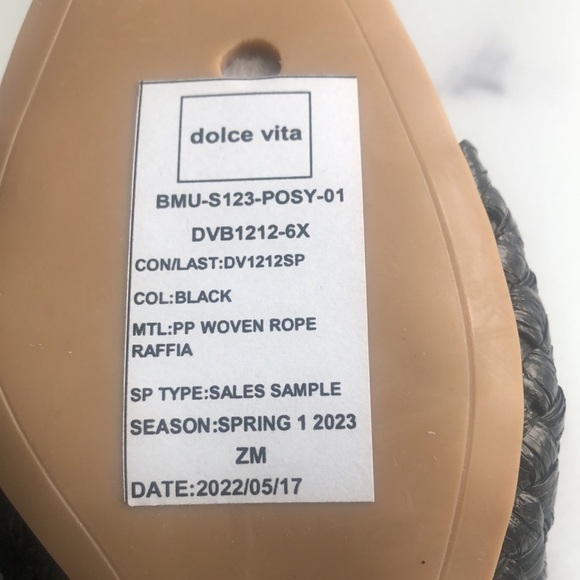 dolce vita
BMU-S123-POSY-01
DVB1212-6X
CON/LAST:DV1212SP
COL:BLACK
MTL:PP WOVEN ROPE
RAFFIA
SP TYPE:SALES SAMPLE
SEASON:SPRING 1 2023
ZM
DATE:2022/05/17